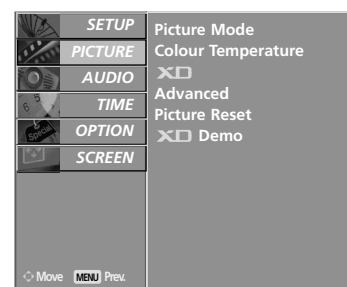 SETUP
PICTURE
AUDIO
TIME
OPTION
SCREEN
Picture Mode
Colour Temperature
XD
Advanced
Picture Reset
XD Demo
Move MENU Prev.